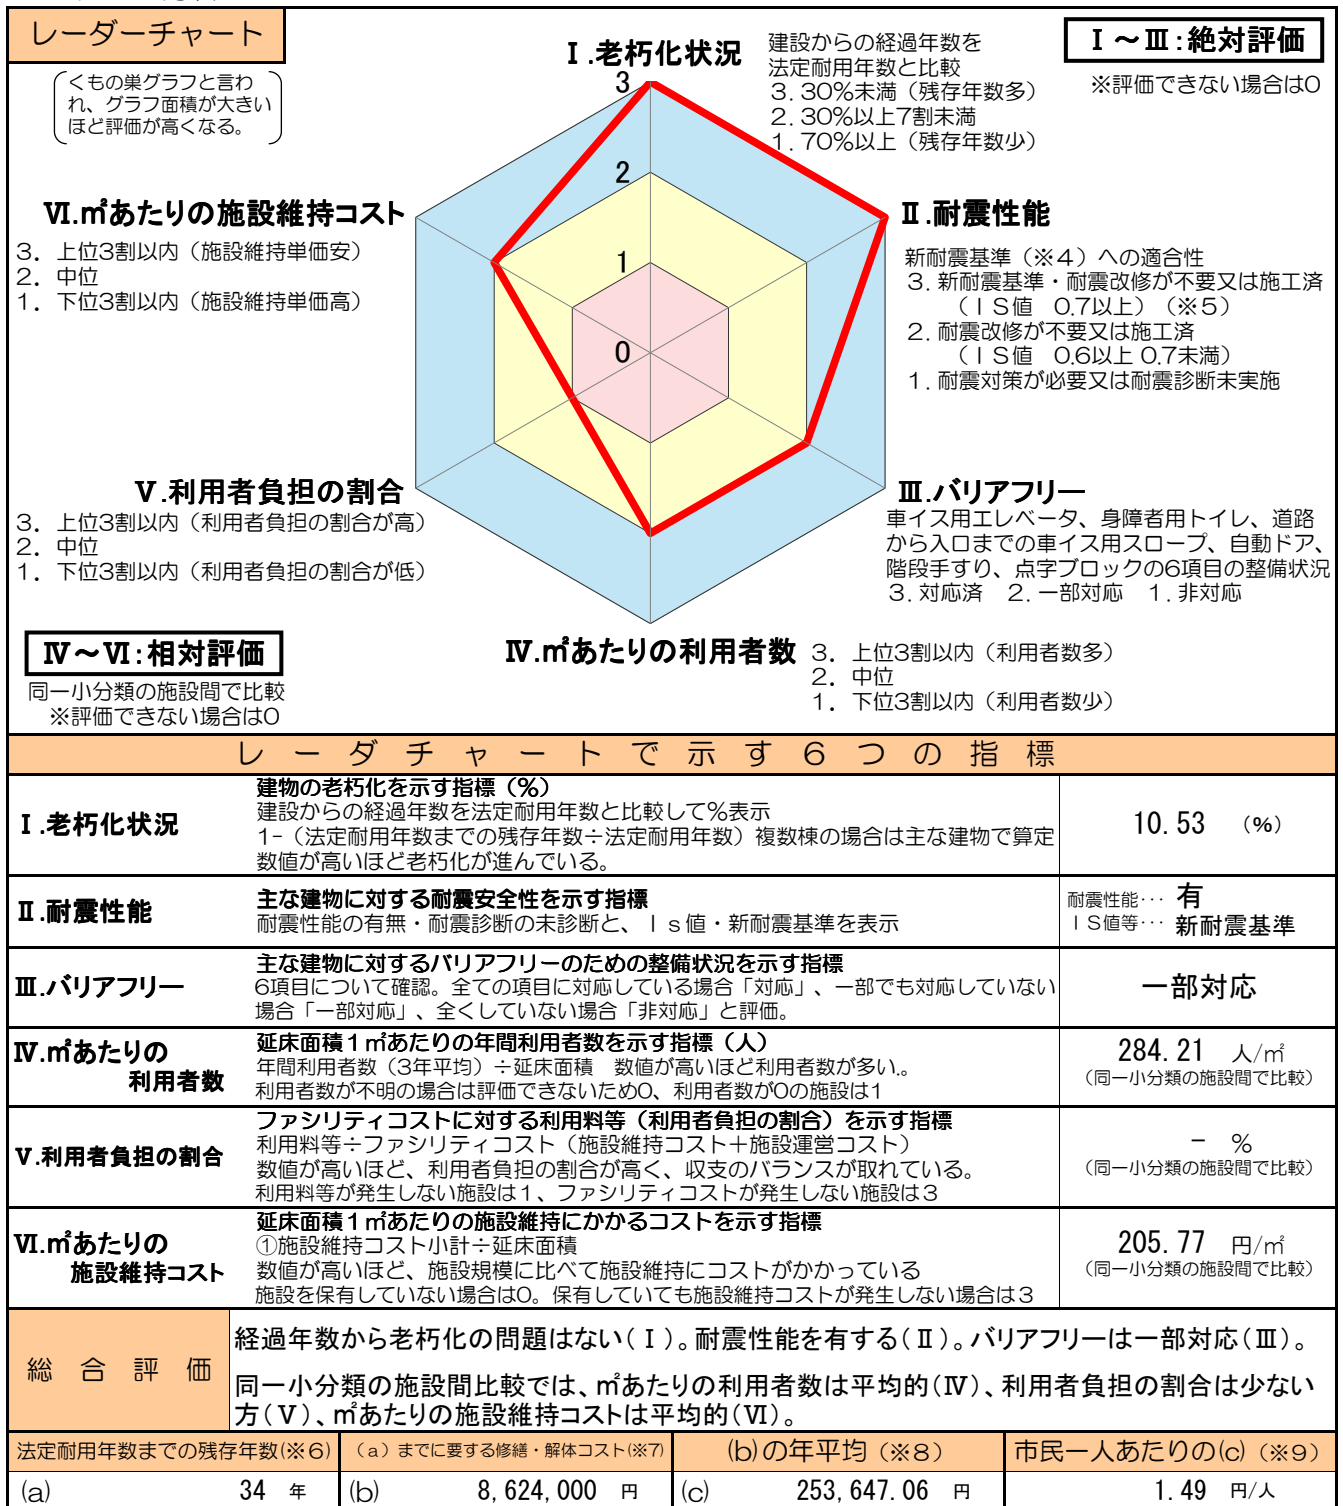 レーダーチャート
くもの巣グラフと言わ
れ、グラフ面積が大きい
ほど評価が高くなる。
Ⅰ.老朽化状況
建設からの経過年数を
法定耐用年数と比較
3. 30%未満（残存年数多）
2. 30%以上7割未満
1. 70%以上（残存年数少）
Ⅰ～Ⅲ:絶対評価
※評価できない場合は0
3
2
1
0
Ⅵ.㎡あたりの施設維持コスト
3. 上位3割以内（施設維持単価安）
2. 中位
1. 下位3割以内（施設維持単価高）
Ⅱ.耐震性能
新耐震基準（※4）への適合性
3. 新耐震基準・耐震改修が不要又は施工済
（ＩＳ値　0.7以上）（※5）
2. 耐震改修が不要又は施工済
（ＩＳ値　0.6以上 0.7未満）
1. 耐震対策が必要又は耐震診断未実施
Ⅴ.利用者負担の割合
3. 上位3割以内（利用者負担の割合が高）
2. 中位
1. 下位3割以内（利用者負担の割合が低）
Ⅲ.バリアフリー
車イス用エレベータ、身障者用トイレ、道路
から入口までの車イス用スロープ、自動ドア、
階段手すり、点字ブロックの6項目の整備状況
3. 対応済　2. 一部対応　1. 非対応
Ⅳ～Ⅵ:相対評価
同一小分類の施設間で比較
※評価できない場合は0
Ⅳ.㎡あたりの利用者数
3. 上位3割以内（利用者数多）
2. 中位
1. 下位3割以内（利用者数少）
レーダチャートで示す６つの指標
Ⅰ.老朽化状況
建物の老朽化を示す指標（%）
建設からの経過年数を法定耐用年数と比較して%表示
1-（法定耐用年数までの残存年数÷法定耐用年数）複数棟の場合は主な建物で算定
数値が高いほど老朽化が進んでいる。
10.53　（%）
Ⅱ.耐震性能
主な建物に対する耐震安全性を示す指標
耐震性能の有無・耐震診断の未診断と、Ｉｓ値・新耐震基準を表示
耐震性能･･･ 有
ＩＳ値等･･･ 新耐震基準
Ⅲ.バリアフリー
主な建物に対するバリアフリーのための整備状況を示す指標
6項目について確認。全ての項目に対応している場合「対応」、一部でも対応していない
場合「一部対応」、全くしていない場合「非対応」と評価。
一部対応
Ⅳ.㎡あたりの
利用者数
延床面積１㎡あたりの年間利用者数を示す指標（人）
年間利用者数（3年平均）÷延床面積　数値が高いほど利用者数が多い。
利用者数が不明の場合は評価できないため0、利用者数が0の施設は1
284.21　人/㎡
（同一小分類の施設間で比較）
Ⅴ.利用者負担の割合
ファシリティコストに対する利用料等（利用者負担の割合）を示す指標
利用料等÷ファシリティコスト（施設維持コスト＋施設運営コスト）
数値が高いほど、利用者負担の割合が高く、収支のバランスが取れている。
利用料等が発生しない施設は１、ファシリティコストが発生しない施設は３
－　%
（同一小分類の施設間で比較）
Ⅵ.㎡あたりの
施設維持コスト
延床面積１㎡あたりの施設維持にかかるコストを示す指標
①施設維持コスト小計÷延床面積
数値が高いほど、施設規模に比べて施設維持にコストがかかっている
施設を保有していない場合は0。保有していても施設維持コストが発生しない場合は３
205.77　円/㎡
（同一小分類の施設間で比較）
総合評価
経過年数から老朽化の問題はない(Ⅰ)。耐震性能を有する(Ⅱ)。バリアフリーは一部対応(Ⅲ)。
同一小分類の施設間比較では、㎡あたりの利用者数は平均的(Ⅳ)、利用者負担の割合は少ない
方(Ⅴ)、㎡あたりの施設維持コストは平均的(Ⅵ)。
法定耐用年数までの残存年数(※6)
（a）までに要する修繕・解体コスト(※7)
(b)の年平均（※8）
市民一人あたりの(c)（※9）
(a)　34　年
(b)　8,624,000　円
(c)　253,647.06　円
1.49　円/人